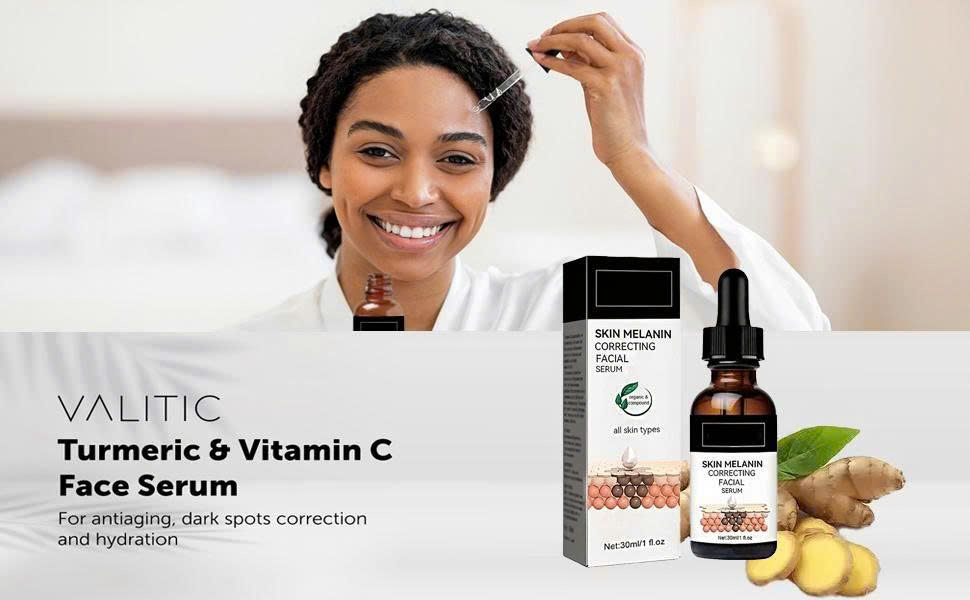 SKIN MELANIN
CORRECTING
FACIAL
SERUM
organic &
compound
all skin types
Net:30ml/1 fl.oz
SKIN MELANIN
CORRECTING
FACIAL
SERUM
Net:30ml/1 fl.oz
VALITIC
Turmeric & Vitamin C
Face Serum
For antiaging, dark spots correction
and hydration